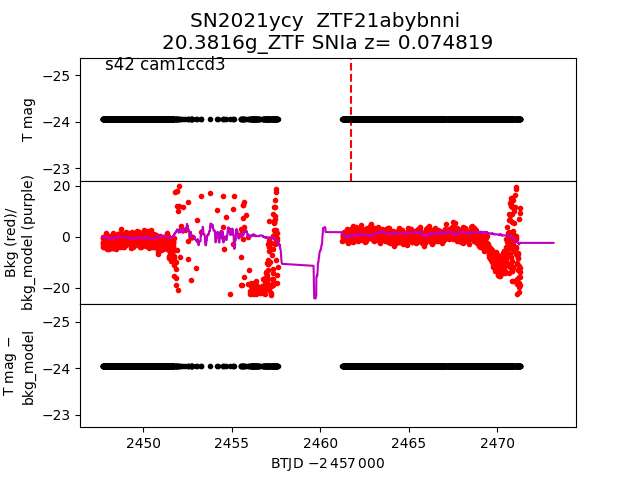 SN2021ycy  ZTF21abybnni
20.3816g_ZTF SNIa z= 0.074819
s42 cam1ccd3
T mag
−25
−24
−23
Bkg (red)/
bkg_model (purple)
20
0
−20
T mag −
bkg_model
−25
−24
−23
2450 2455 2460 2465 2470
BTJD −2 457 000